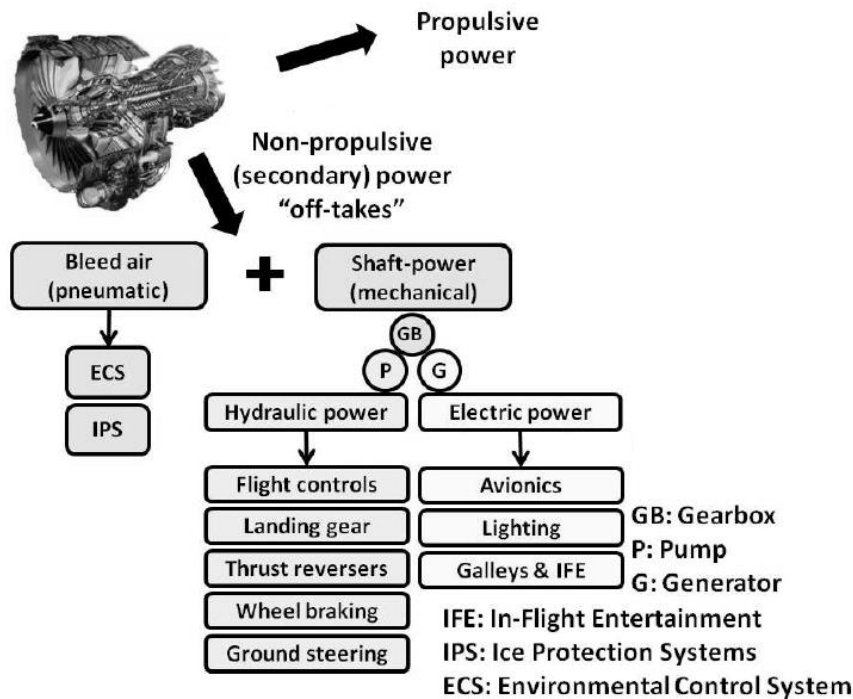 Propulsive
power
Non-propulsive
(secondary) power
“off-takes”
Bleed air
(pneumatic)
Shaft-power
(mechanical)
GB
P
G
ECS
IPS
Hydraulic power
Electric power
Flight controls
Landing gear
Thrust reversers
Wheel braking
Ground steering
Avionics
Lighting
Galleys & IFE
GB: Gearbox
P: Pump
G: Generator
IFE: In-Flight Entertainment
IPS: Ice Protection Systems
ECS: Environmental Control System